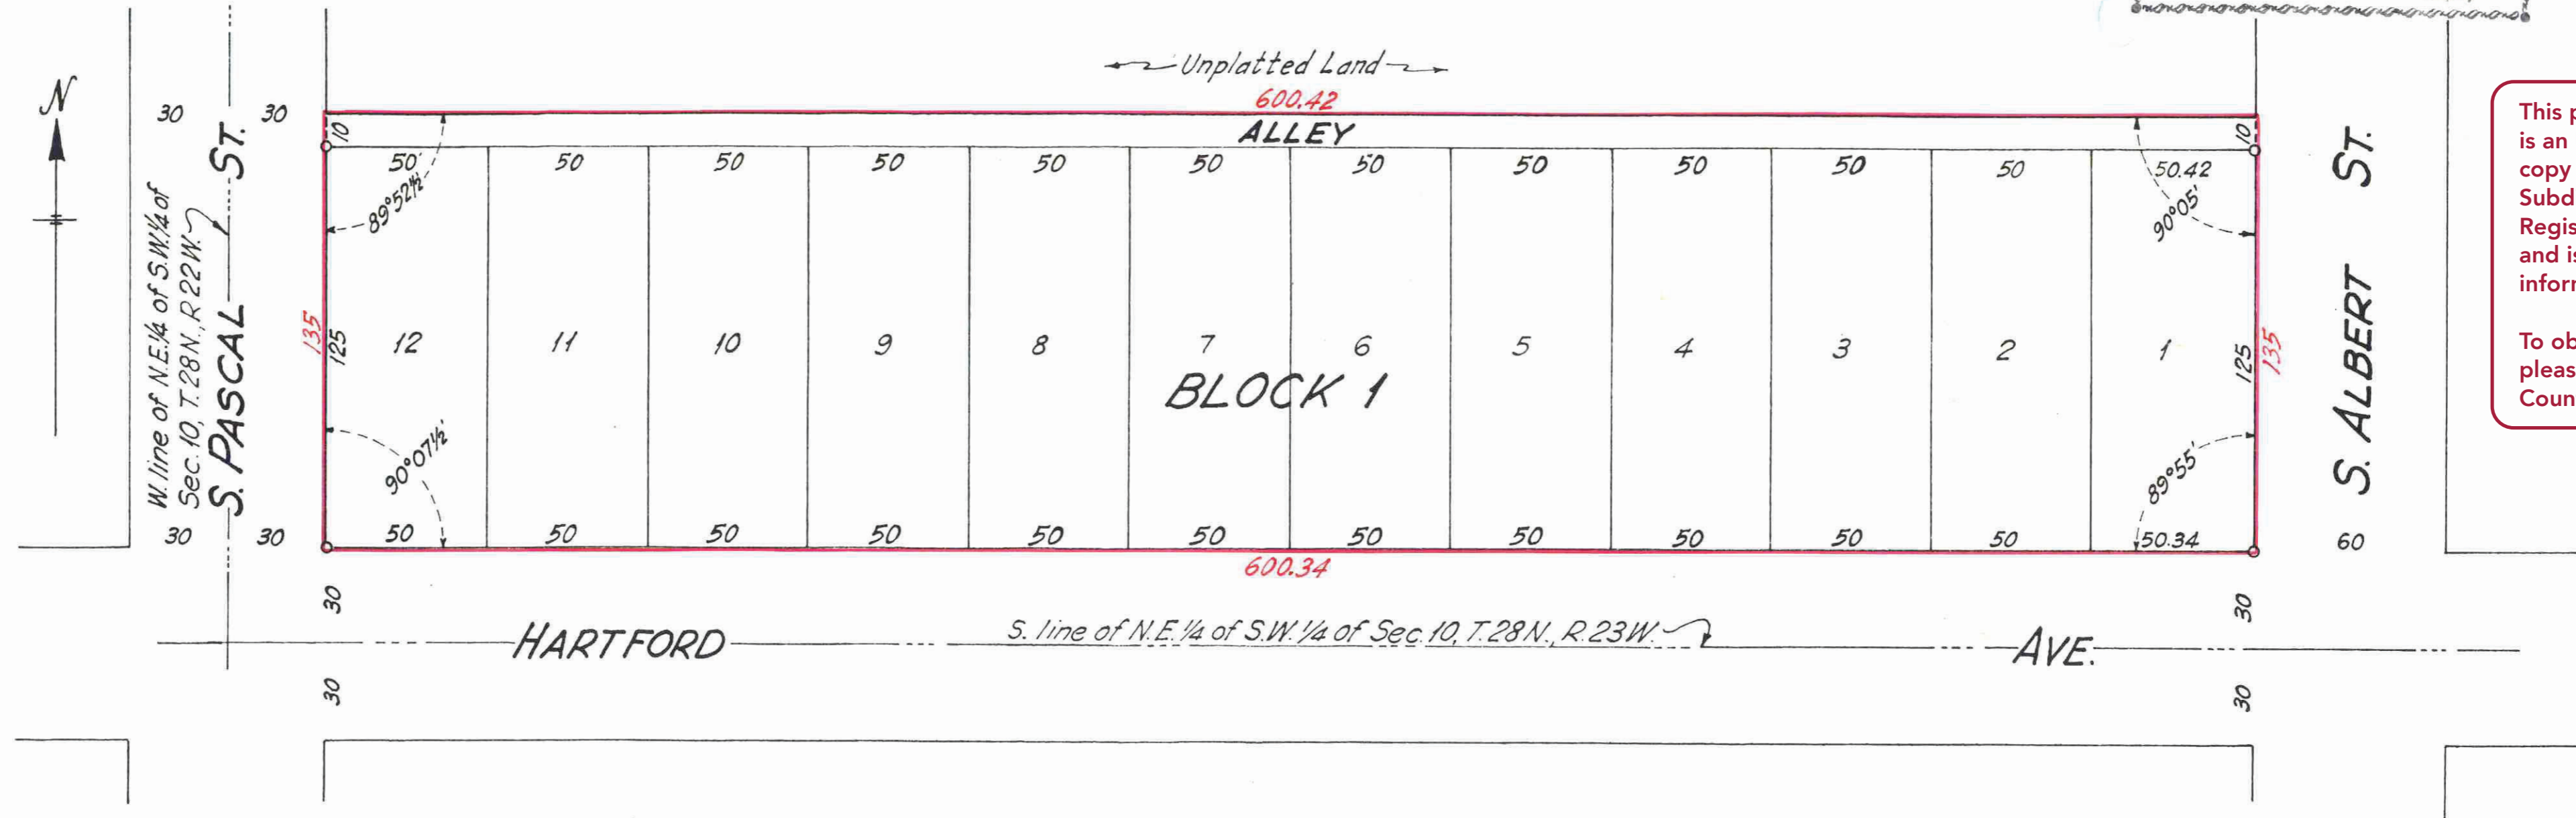 Unplatted Land
600.42
ALLEY
N
30
30
10
10
50
50
50
50
50
50
50
50
50
50
50
50.42
89°52½'
90°05'
W. line of N.E.¼ of S.W.¼ of
Sec. 10, T.28N., R 22W.
S. PASCAL ST.
135
125
12
11
10
9
8
7
6
5
4
3
2
1
125
135
BLOCK 1
S. ALBERT ST.
90°07½'
89°55'
30
30
50
50
50
50
50
50
50
50
50
50
50
50.34
60
600.34
30
30
HARTFORD AVE.
S. line of N.E.¼ of S.W.¼ of Sec. 10, T.28N., R.23W.
30
30
This p
is an
copy
Subd
Regis
and is
infor
To ob
pleas
Coun